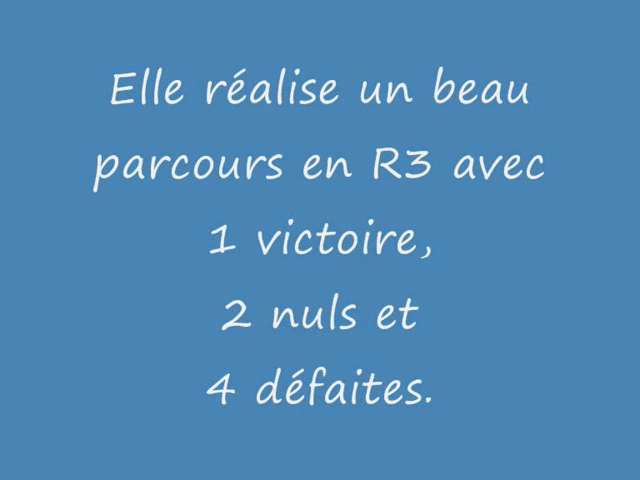 Elle réalise un beau
parcours en R3 avec
1 victoire,
2 nuls et
4 défaites.